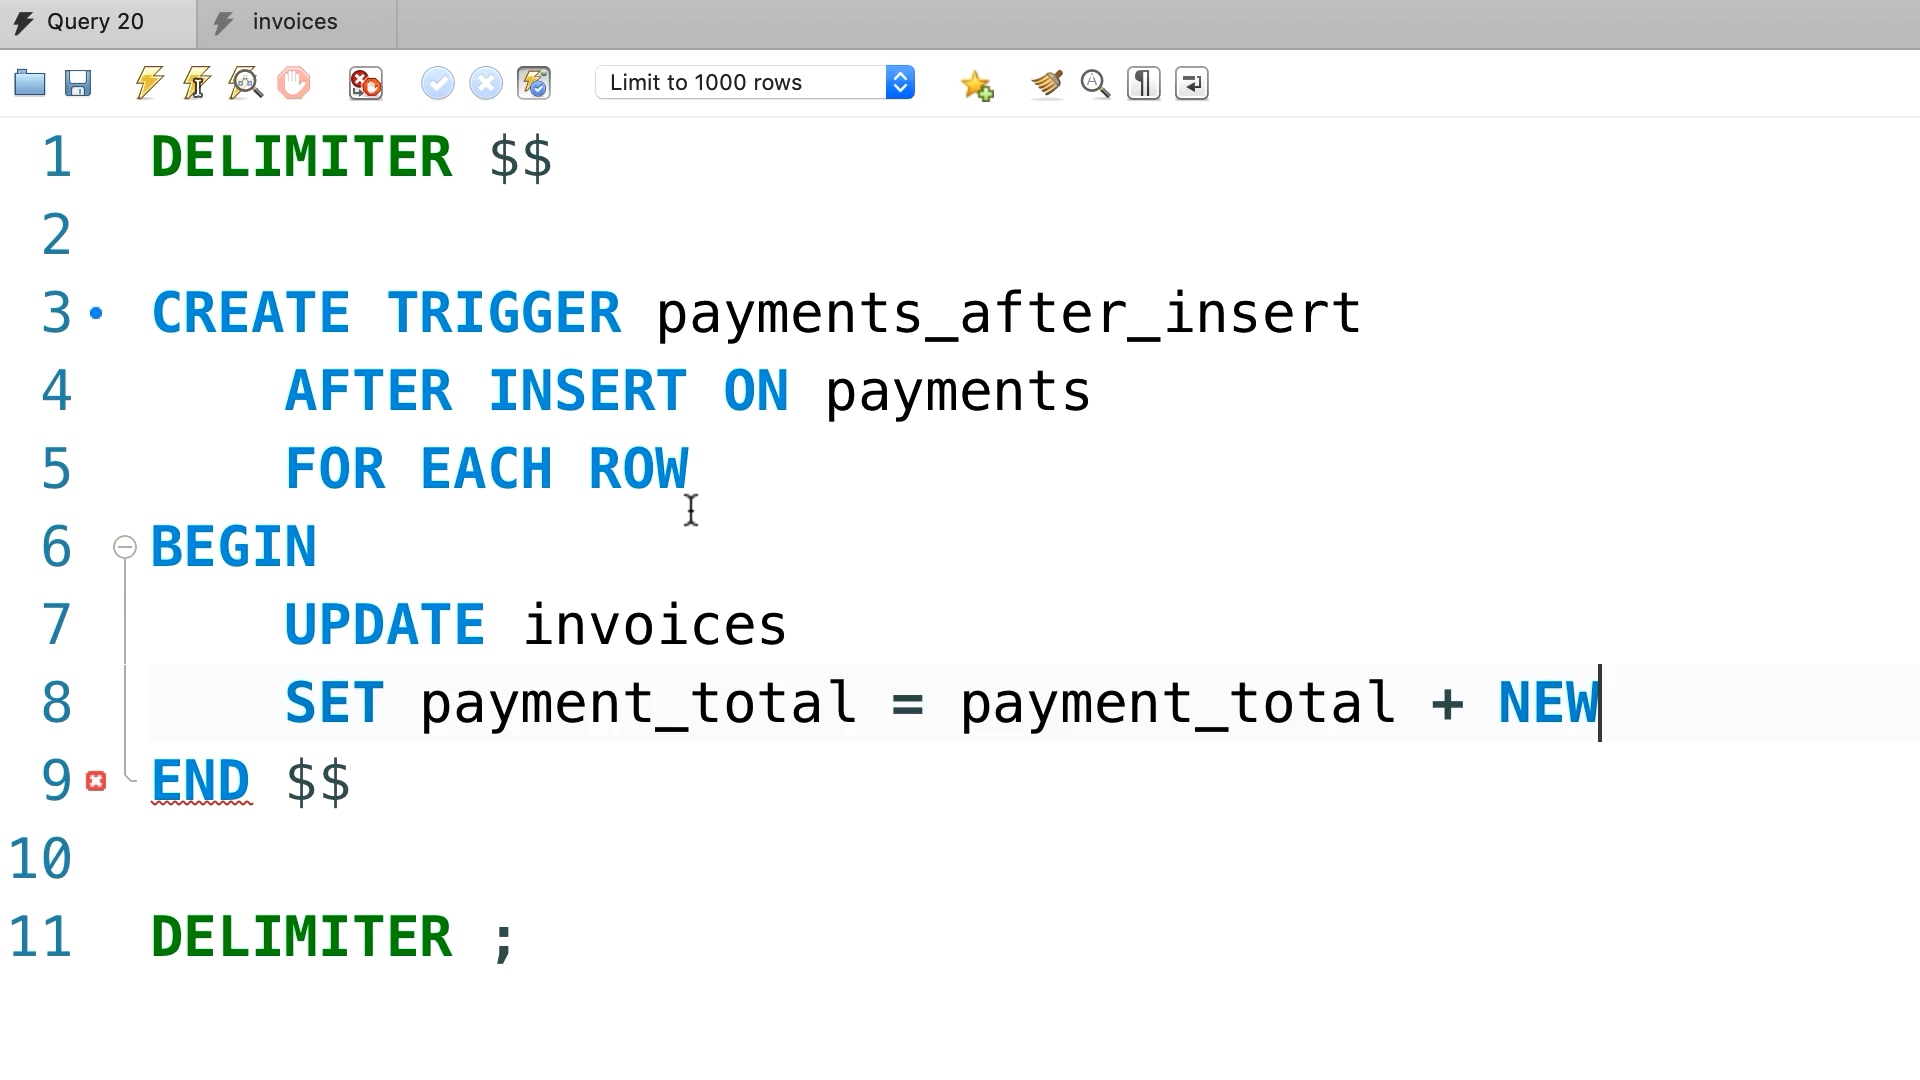 Query 20 invoices
Limit to 1000 rows
1 DELIMITER $$
2
3 CREATE TRIGGER payments_after_insert
4 AFTER INSERT ON payments
5 FOR EACH ROW
6 BEGIN
7 UPDATE invoices
8 SET payment_total = payment_total + NEW
9 END $$
10
11 DELIMITER ;